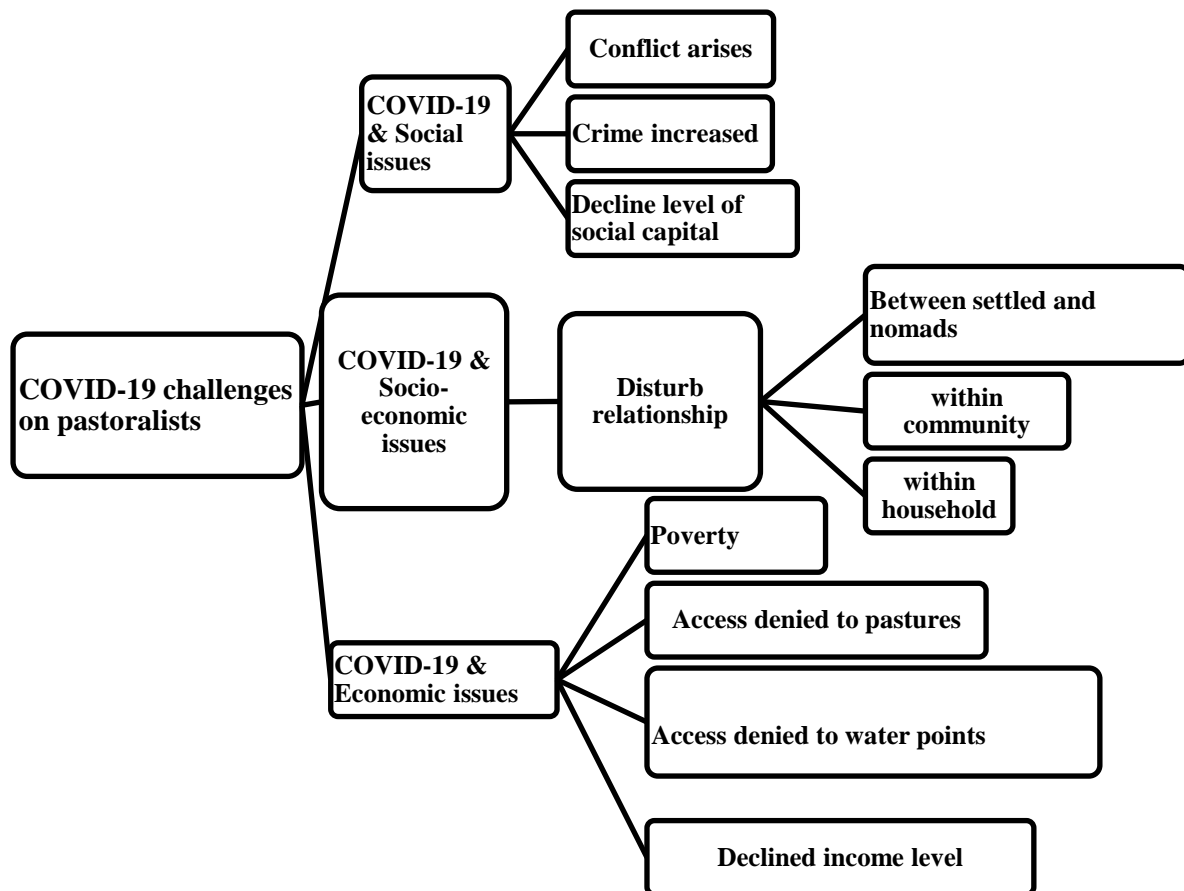 COVID-19 challenges
on pastoralists
COVID-19
& Social
issues
Conflict arises
Crime increased
Decline level of
social capital
COVID-19 &
Socio-
economic
issues
Disturb
relationship
Between settled and
nomads
within
community
within
household
COVID-19 &
Economic issues
Poverty
Access denied to pastures
Access denied to water points
Declined income level